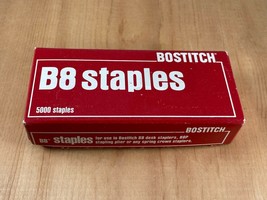 BOSTITCH
B8 staples
5000 staples
BOSTITCH
B8 staples for use in Bostitch B8 desk staplers, B8P
stapling plier or any spring crown staplers.